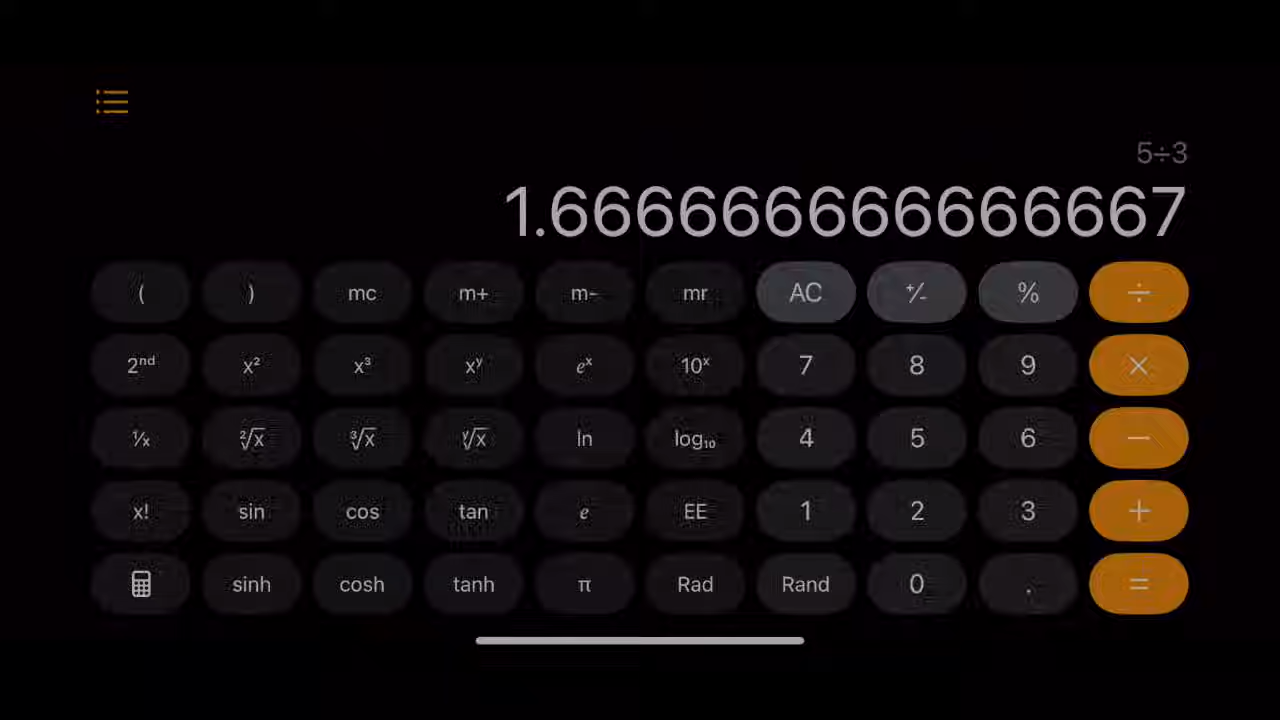 5÷3
1.666666666666667
( ) mc m+ m- mr AC +/- % ÷
2ⁿᵈ x² x³ xʸ eˣ 10ˣ 7 8 9 ×
¹/x ²√x ³√x ʸ√x ln log₁₀ 4 5 6 −
x! sin cos tan e EE 1 2 3 +
sinh cosh tanh π Rad Rand 0 . =